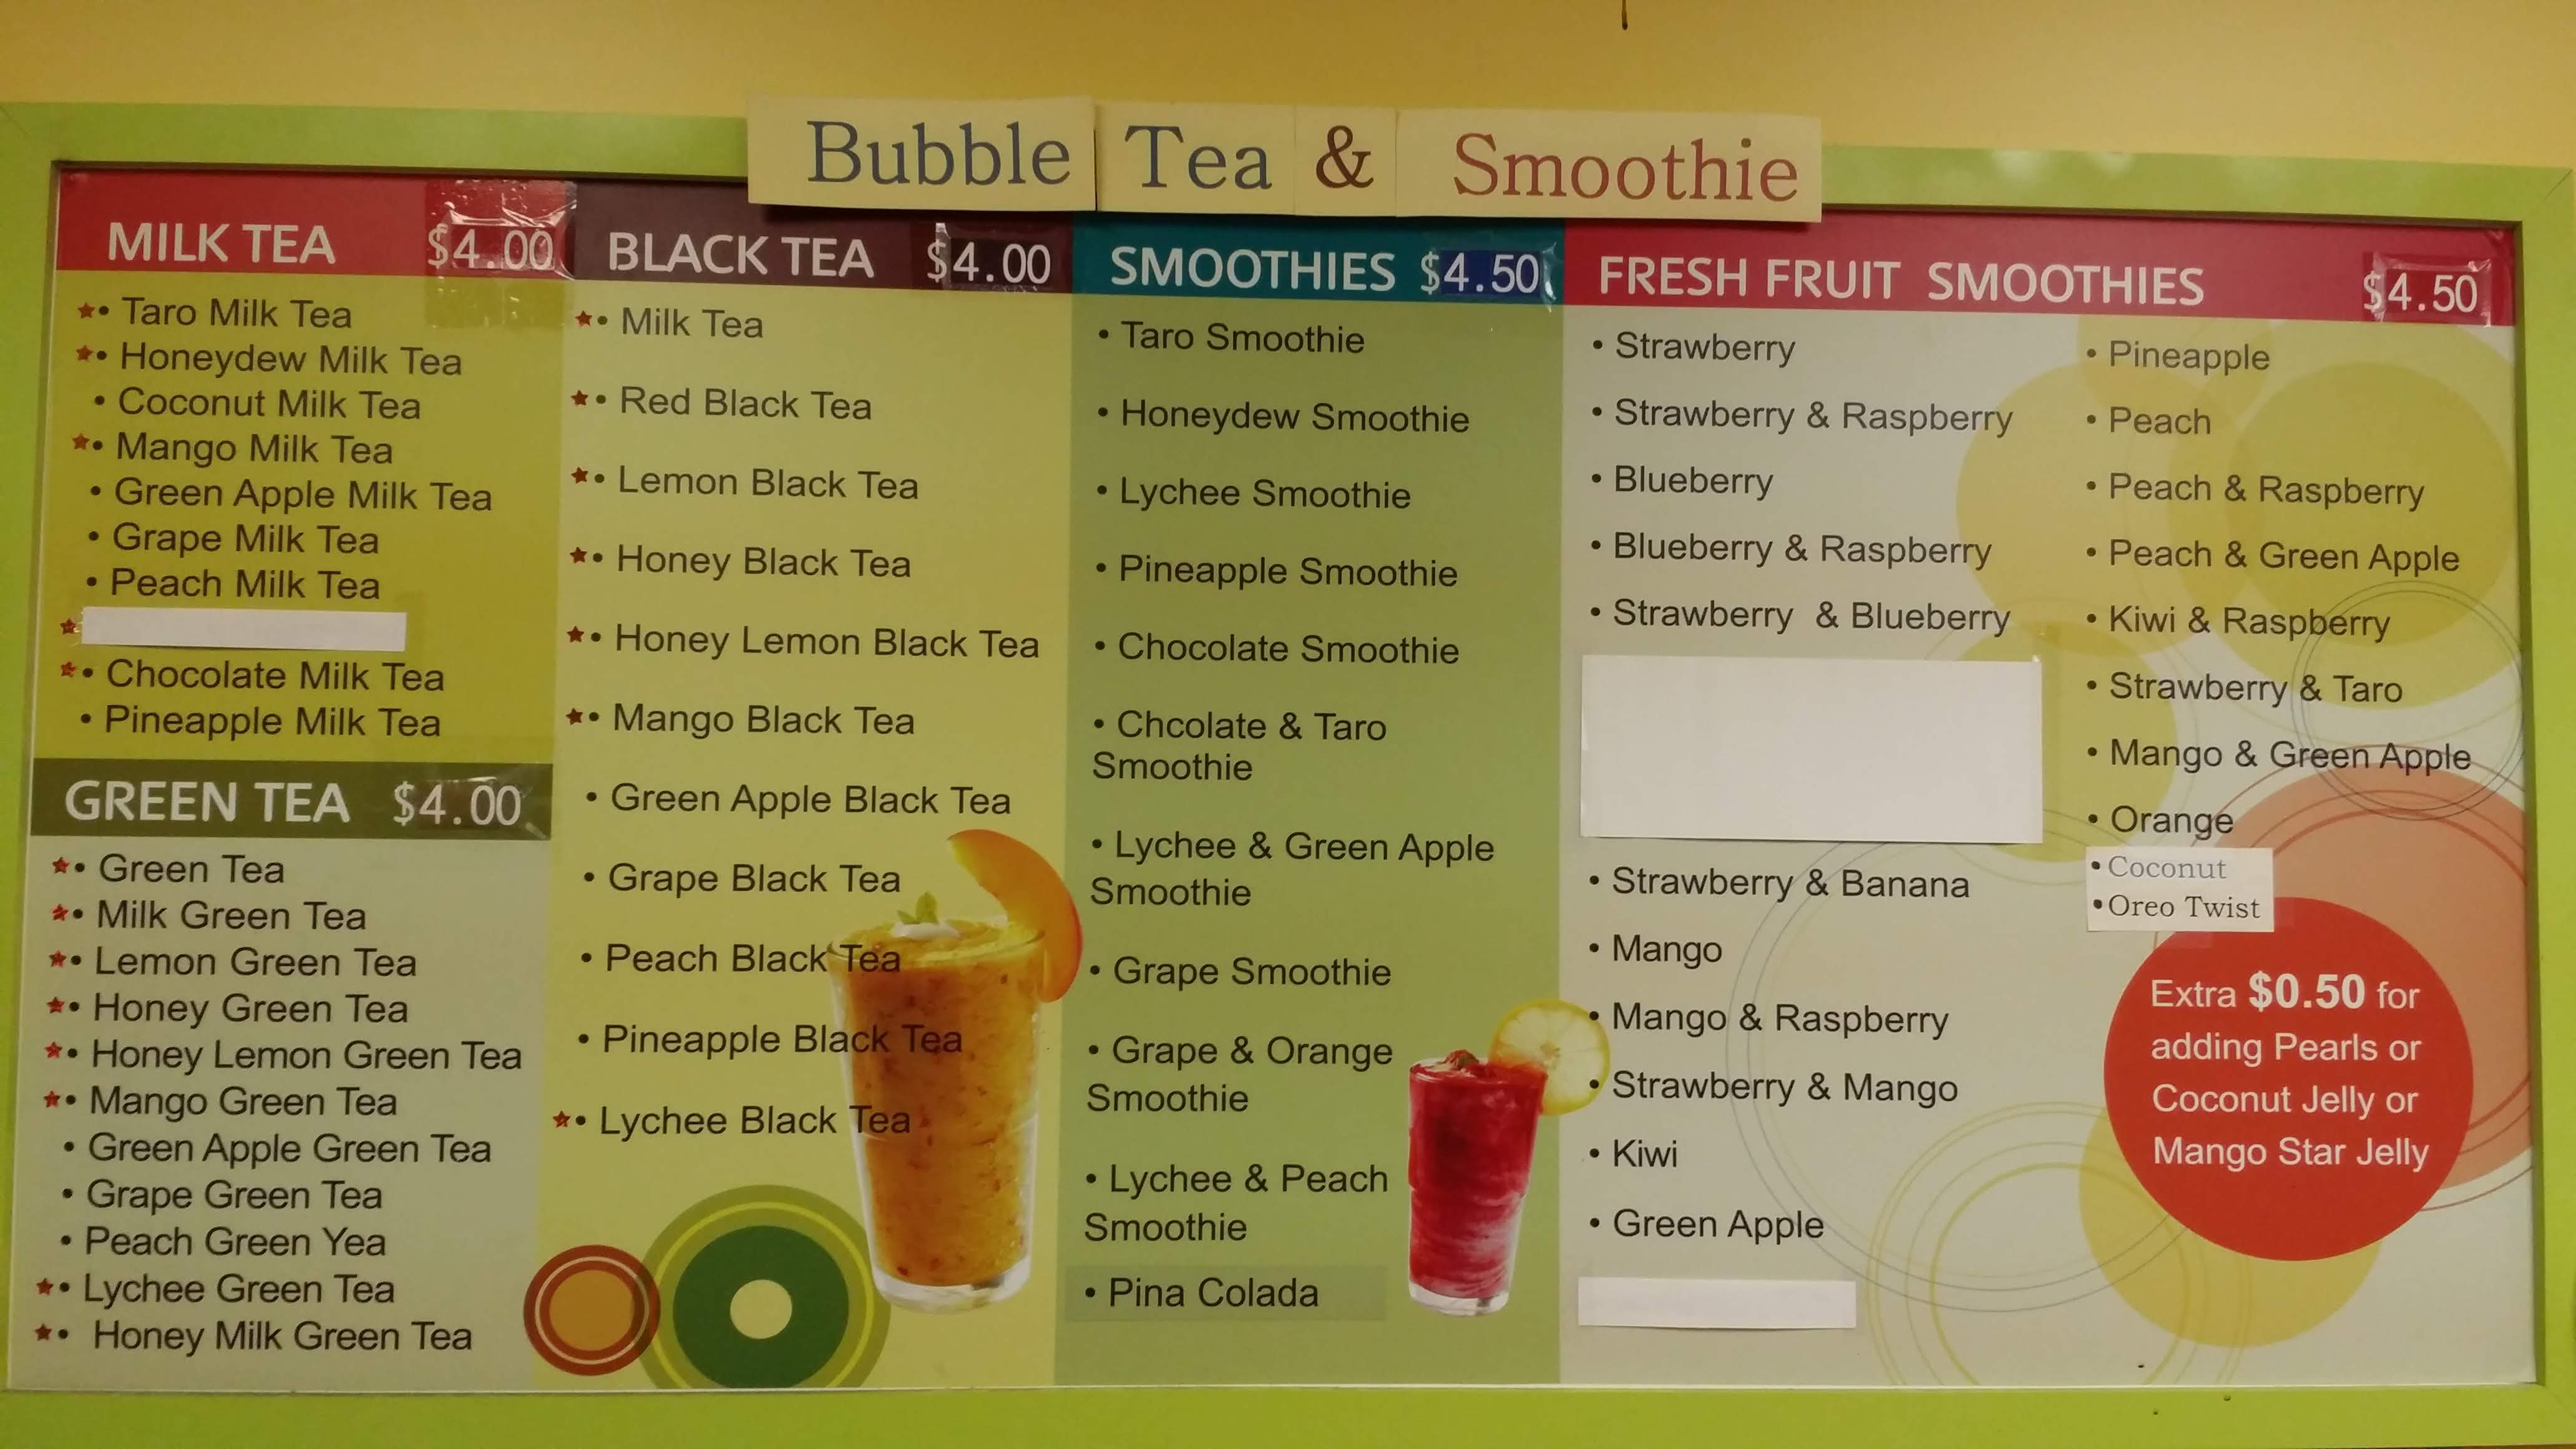 Bubble Tea & Smoothie
MILK TEA $4.00
• Taro Milk Tea
• Honeydew Milk Tea
• Coconut Milk Tea
• Mango Milk Tea
• Green Apple Milk Tea
• Grape Milk Tea
• Peach Milk Tea
• Chocolate Milk Tea
• Pineapple Milk Tea
GREEN TEA $4.00
• Green Tea
• Milk Green Tea
• Lemon Green Tea
• Honey Green Tea
• Honey Lemon Green Tea
• Mango Green Tea
• Green Apple Green Tea
• Grape Green Tea
• Peach Green Yea
• Lychee Green Tea
• Honey Milk Green Tea
BLACK TEA $4.00
• Milk Tea
• Red Black Tea
• Lemon Black Tea
• Honey Black Tea
• Honey Lemon Black Tea
• Mango Black Tea
• Green Apple Black Tea
• Grape Black Tea
• Peach Black Tea
• Pineapple Black Tea
• Lychee Black Tea
SMOOTHIES $4.50
• Taro Smoothie
• Honeydew Smoothie
• Lychee Smoothie
• Pineapple Smoothie
• Chocolate Smoothie
• Chcolate & Taro
Smoothie
• Lychee & Green Apple
Smoothie
• Grape Smoothie
• Grape & Orange
Smoothie
• Lychee & Peach
Smoothie
• Pina Colada
FRESH FRUIT SMOOTHIES $4.50
• Strawberry
• Strawberry & Raspberry
• Blueberry
• Blueberry & Raspberry
• Strawberry & Blueberry
• Strawberry & Banana
• Mango
• Mango & Raspberry
• Strawberry & Mango
• Kiwi
• Green Apple
• Pineapple
• Peach
• Peach & Raspberry
• Peach & Green Apple
• Kiwi & Raspberry
• Strawberry & Taro
• Mango & Green Apple
• Orange
• Coconut
• Oreo Twist
Extra $0.50 for
adding Pearls or
Coconut Jelly or
Mango Star Jelly